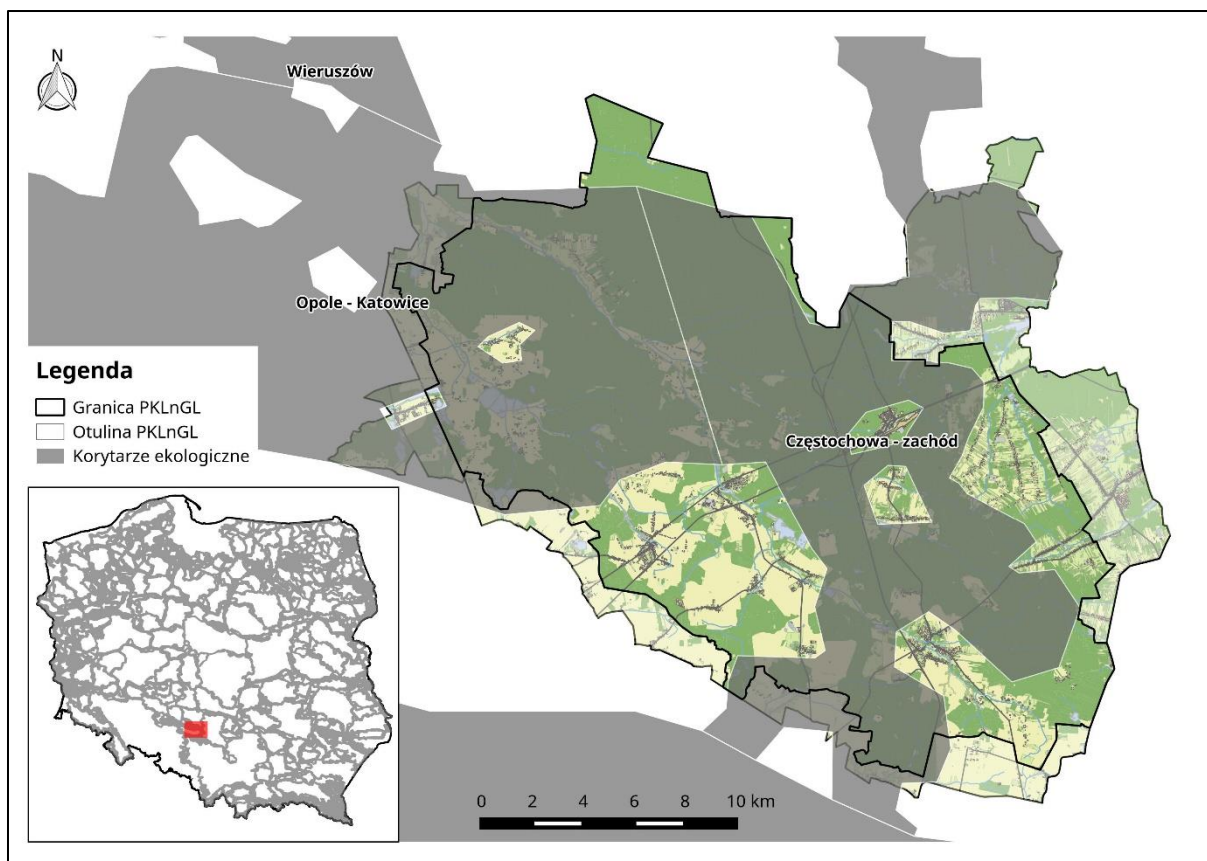 N
Wieruszów
Opole - Katowice
Częstochowa - zachód
Legenda
Granica PKLnGL
Otulina PKLnGL
Korytarze ekologiczne
0 2 4 6 8 10 km